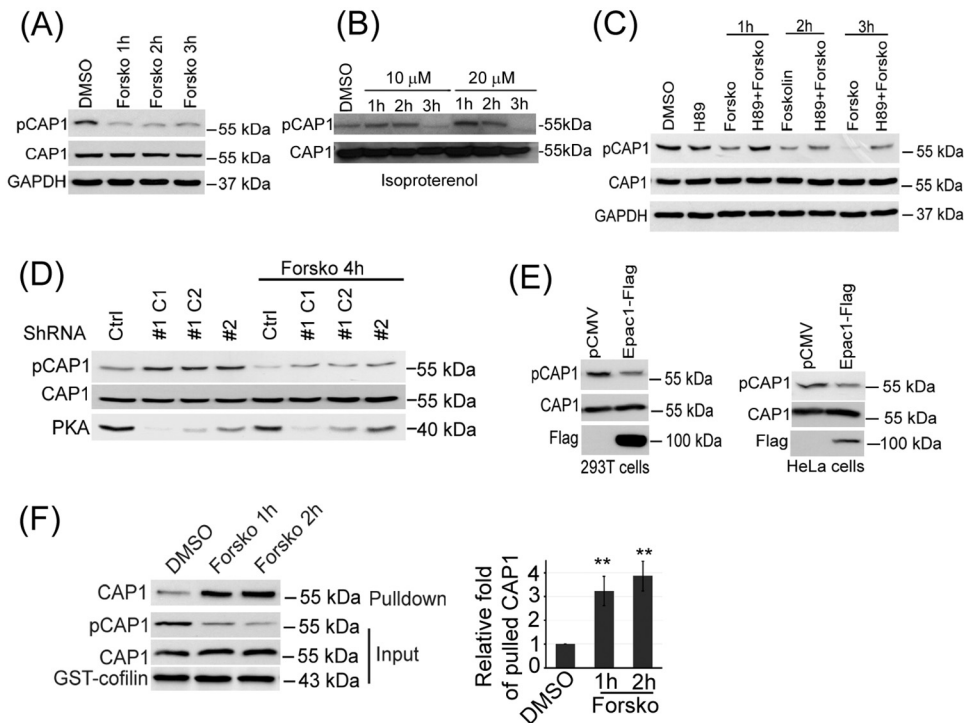 (A)
DMSO
Forsko 1h
Forsko 2h
Forsko 3h
pCAP1
55 kDa
CAP1
55 kDa
GAPDH
37 kDa
(B)
10 μM
20 μM
DMSO
1h 2h 3h 1h 2h 3h
pCAP1
55kDa
CAP1
55kDa
Isoproterenol
(C)
1h
2h
3h
DMSO
H89
Forsko
H89+Forsko
Foskolin
H89+Forsko
Forsko
H89+Forsko
pCAP1
55 kDa
CAP1
55 kDa
GAPDH
37 kDa
(D)
Forsko 4h
ShRNA
Ctrl
#1 C1
#1 C2
#2
Ctrl
#1 C1
#1 C2
#2
pCAP1
55 kDa
CAP1
55 kDa
PKA
40 kDa
(E)
pCMV
Epac1-Flag
pCAP1
55 kDa
CAP1
55 kDa
Flag
100 kDa
293T cells
pCMV
Epac1-Flag
pCAP1
55 kDa
CAP1
55 kDa
Flag
100 kDa
HeLa cells
(F)
DMSO
Forsko 1h
Forsko 2h
CAP1
55 kDa
Pulldown
pCAP1
55 kDa
CAP1
55 kDa
Input
GST-cofilin
43 kDa
Relative fold
of pulled CAP1
4
3
2
1
0
**
**
DMSO
1h
2h
Forsko